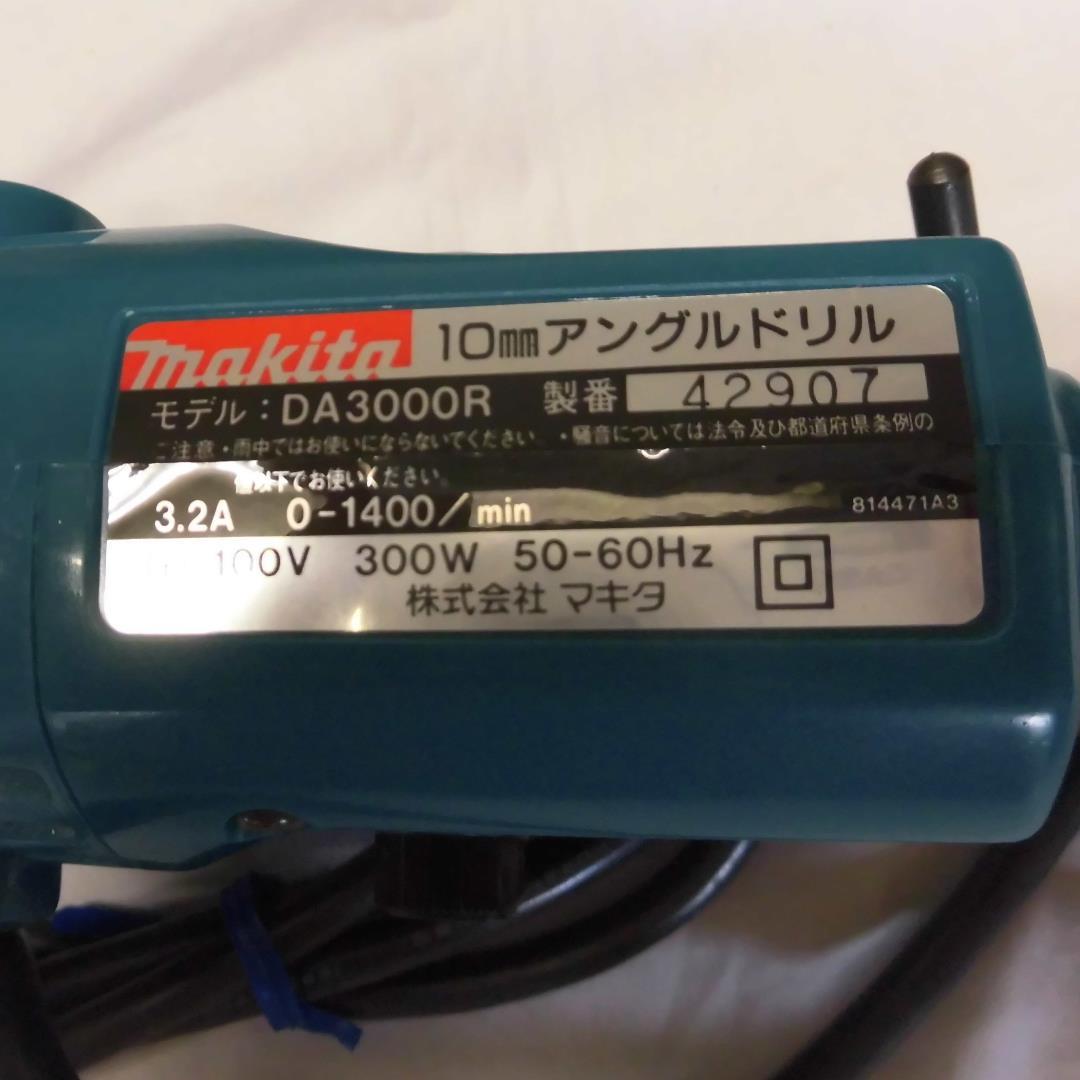 makita 10mmアングルドリル
モデル:DA3000R 製番 42907
ご注意・雨中ではお使いにならないでください。・騒音については法令及び都道府県条例の
値以下でお使いください。
3.2A 0-1400/min 814471A3
100V 300W 50-60Hz
株式会社 マキタ